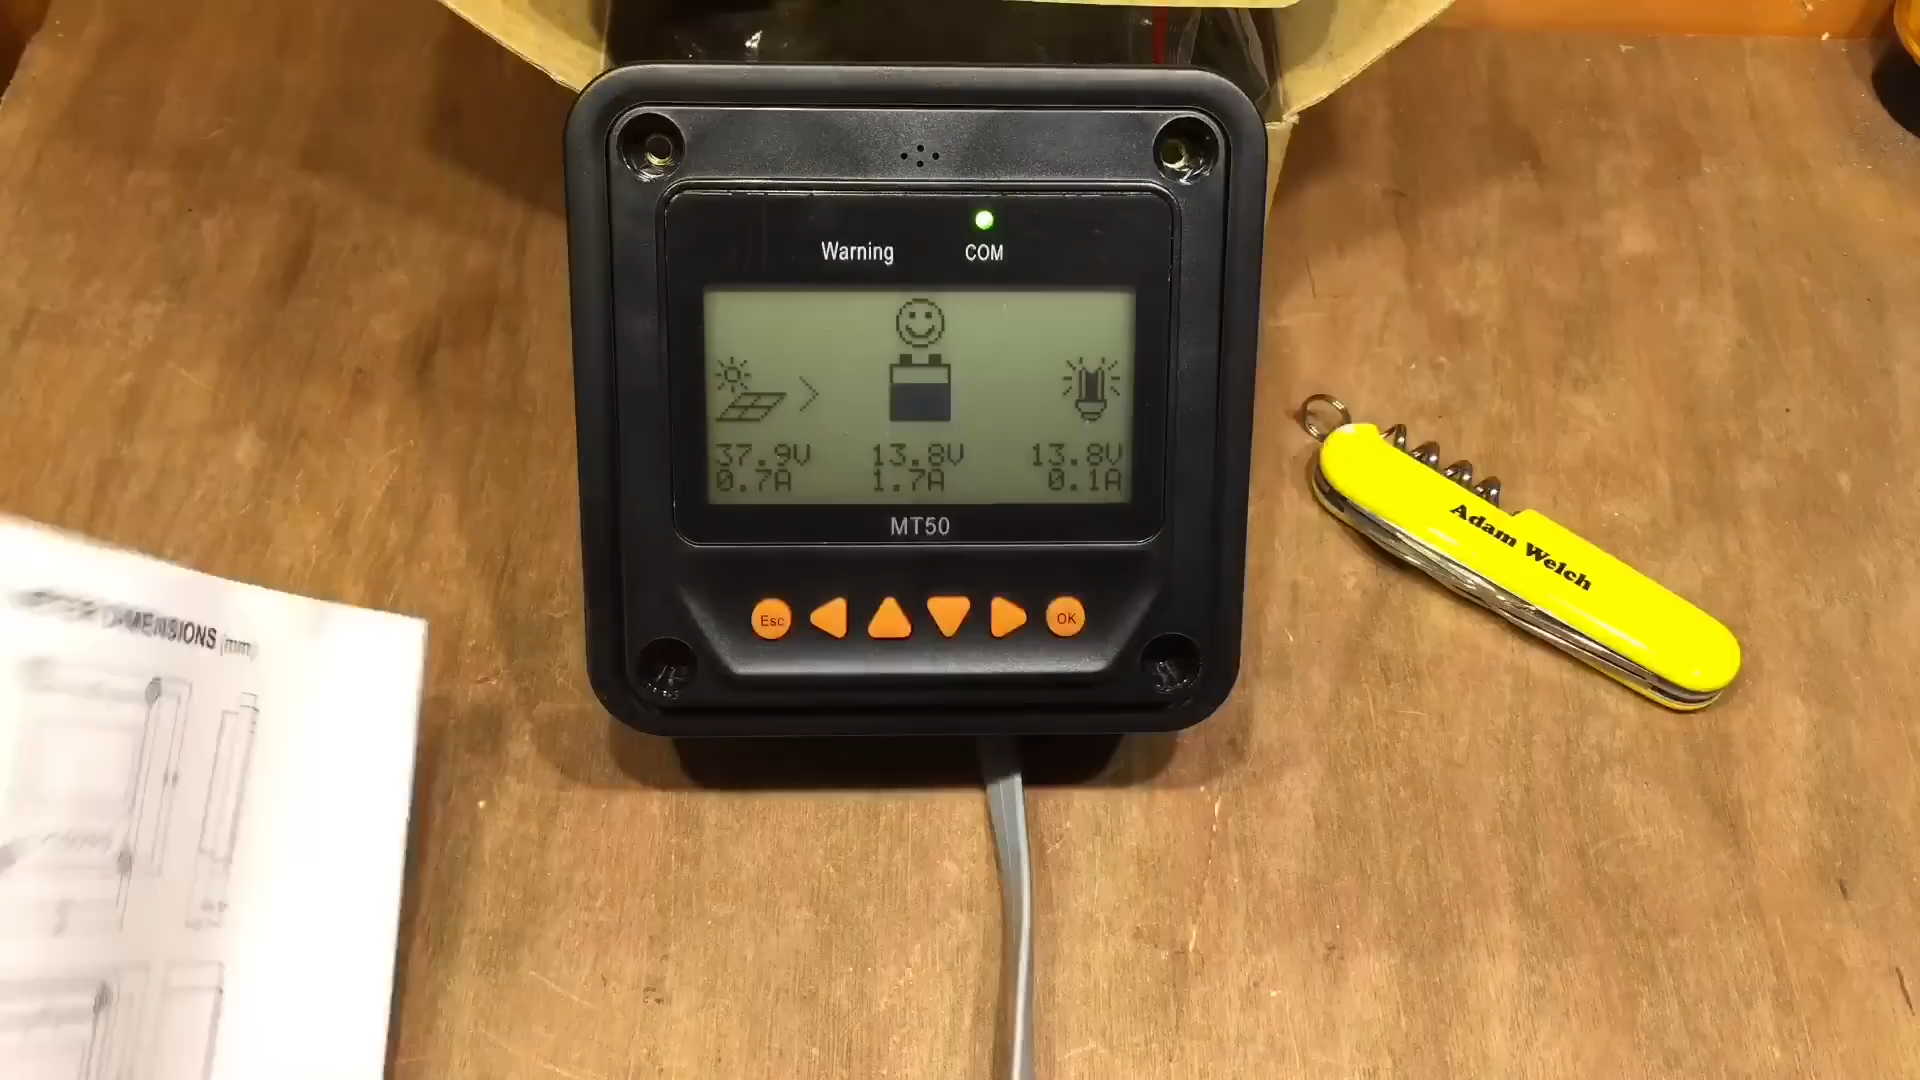 Warning COM
37.9V 13.8V 13.8V
0.7A 1.7A 0.1A
MT50
Esc OK
Adam Welch
DIMENSIONS (mm)